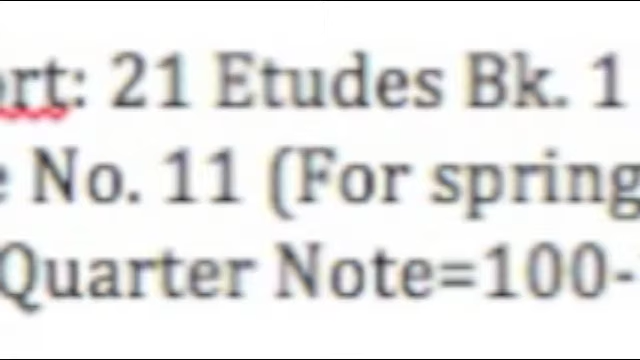 ort: 21 Etudes Bk. 1
e No. 11 (For spring
Quarter Note=100-